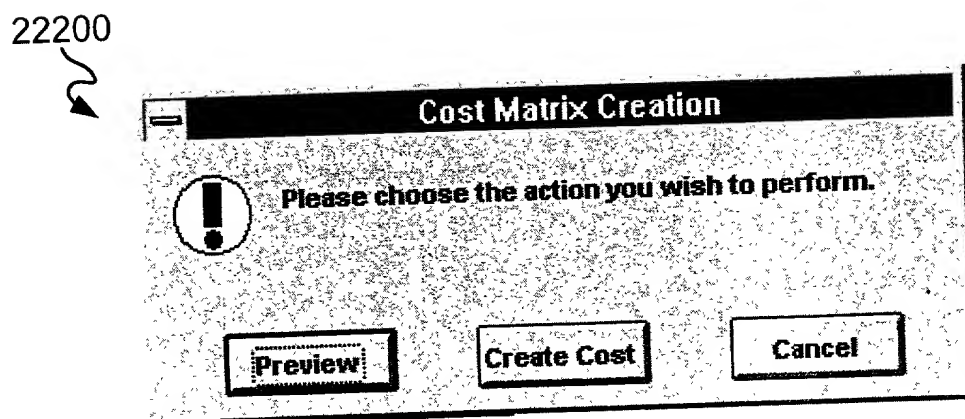 22200
Cost Matrix Creation
Please choose the action you wish to perform.
Preview
Create Cost
Cancel